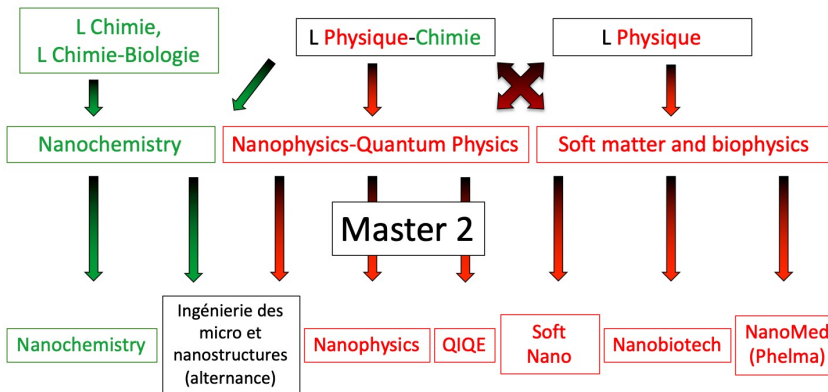 L Chimie,
L Chimie-Biologie
L Physique-Chimie
L Physique
Nanochemistry
Nanophysics-Quantum Physics
Soft matter and biophysics
Master 2
Nanochemistry
Ingénierie des
micro et
nanostructures
(alternance)
Nanophysics
QIQE
Soft
Nano
Nanobiotech
NanoMed
(Phelma)